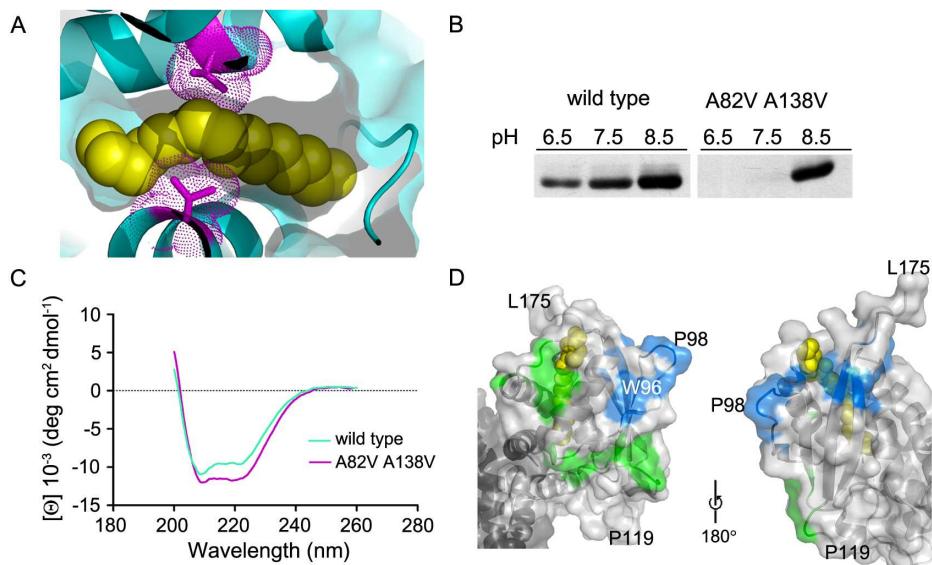 A
B
wild type A82V A138V
pH 6.5 7.5 8.5 6.5 7.5 8.5
C
[Θ] 10⁻³ (deg cm² dmol⁻¹)
10
5
0
-5
-10
-15
wild type
A82V A138V
180 200 220 240 260 280
Wavelength (nm)
D
L175
P98
W96
P119
L175
P98
180°
P119